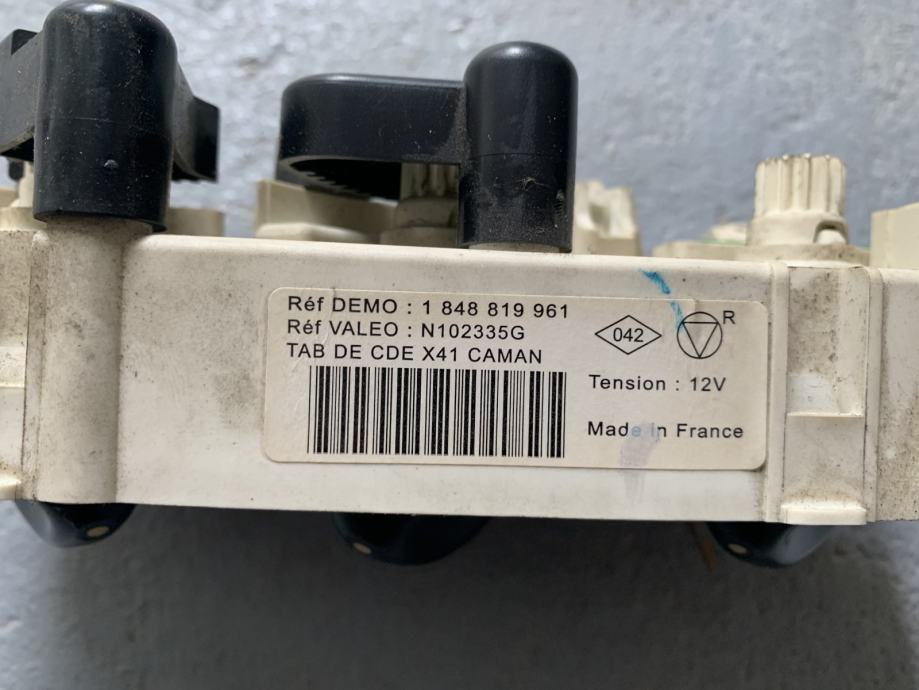 Réf DEMO : 1 848 819 961
Réf VALEO : N102335G
TAB DE CDE X41 CAMAN
042
R
Tension : 12V
Made in France